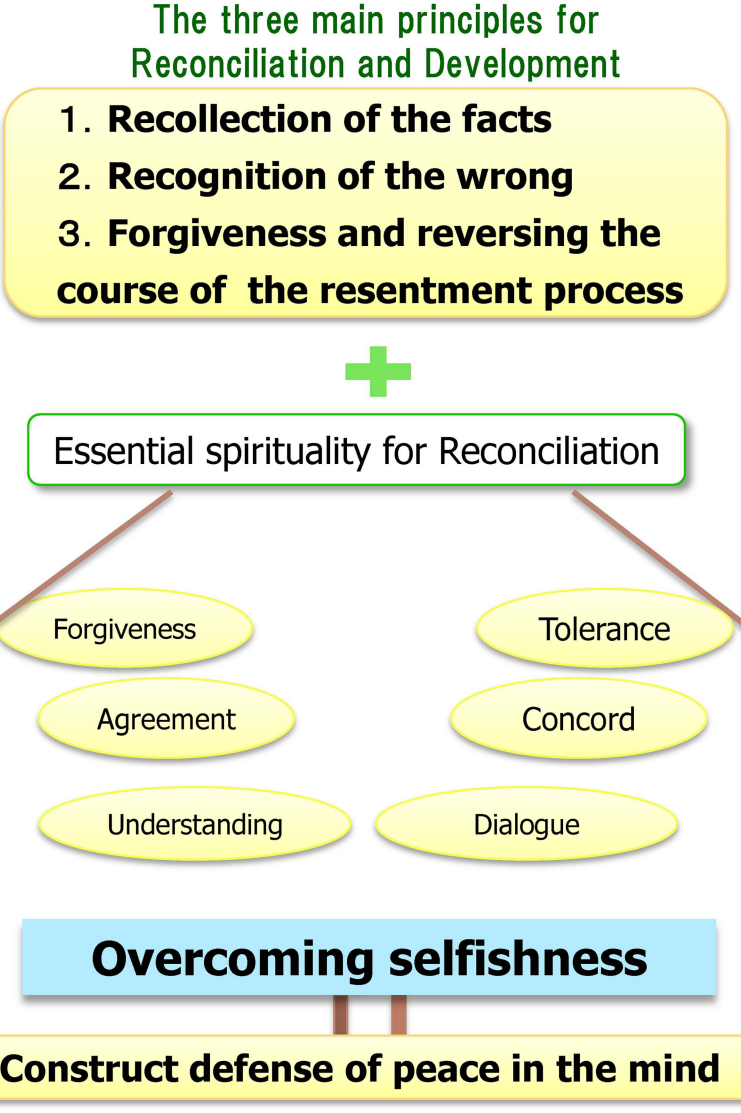 The three main principles for
Reconciliation and Development
1. Recollection of the facts
2. Recognition of the wrong
3. Forgiveness and reversing the
course of the resentment process
Essential spirituality for Reconciliation
Forgiveness
Tolerance
Agreement
Concord
Understanding
Dialogue
Overcoming selfishness
Construct defense of peace in the mind